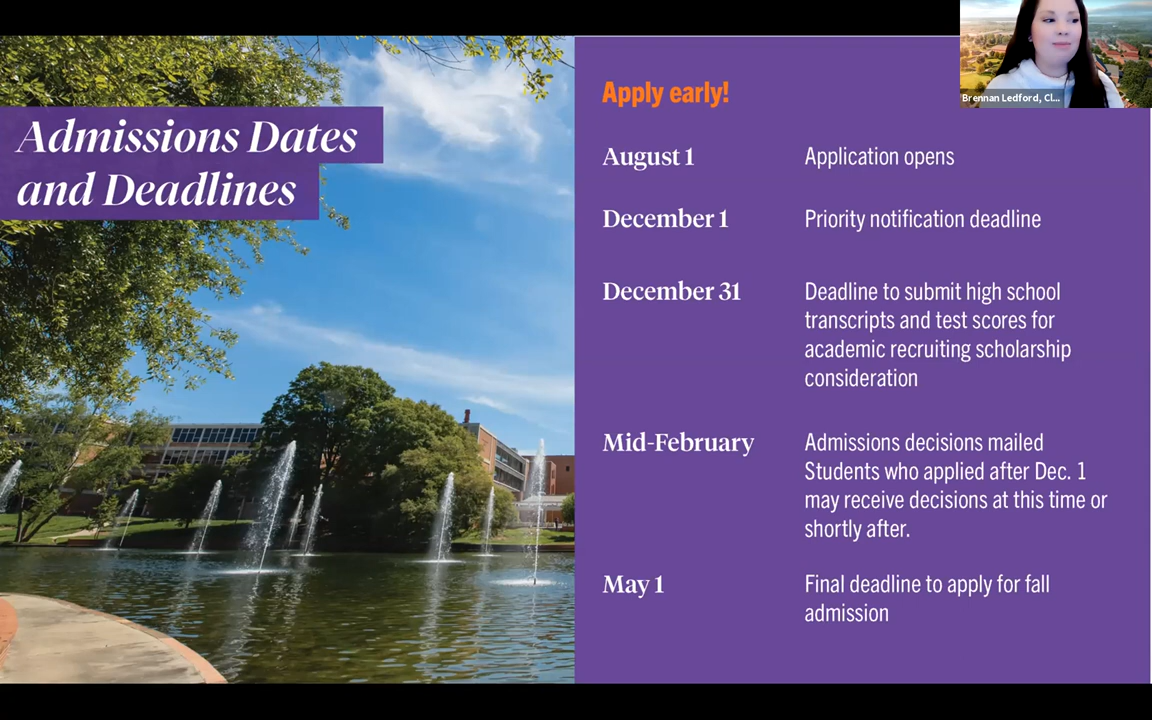 Admissions Dates
and Deadlines
Apply early!
August 1 Application opens
December 1 Priority notification deadline
December 31 Deadline to submit high school
transcripts and test scores for
academic recruiting scholarship
consideration
Mid-February Admissions decisions mailed
Students who applied after Dec. 1
may receive decisions at this time or
shortly after.
May 1 Final deadline to apply for fall
admission
Brennan Ledford, Cl...